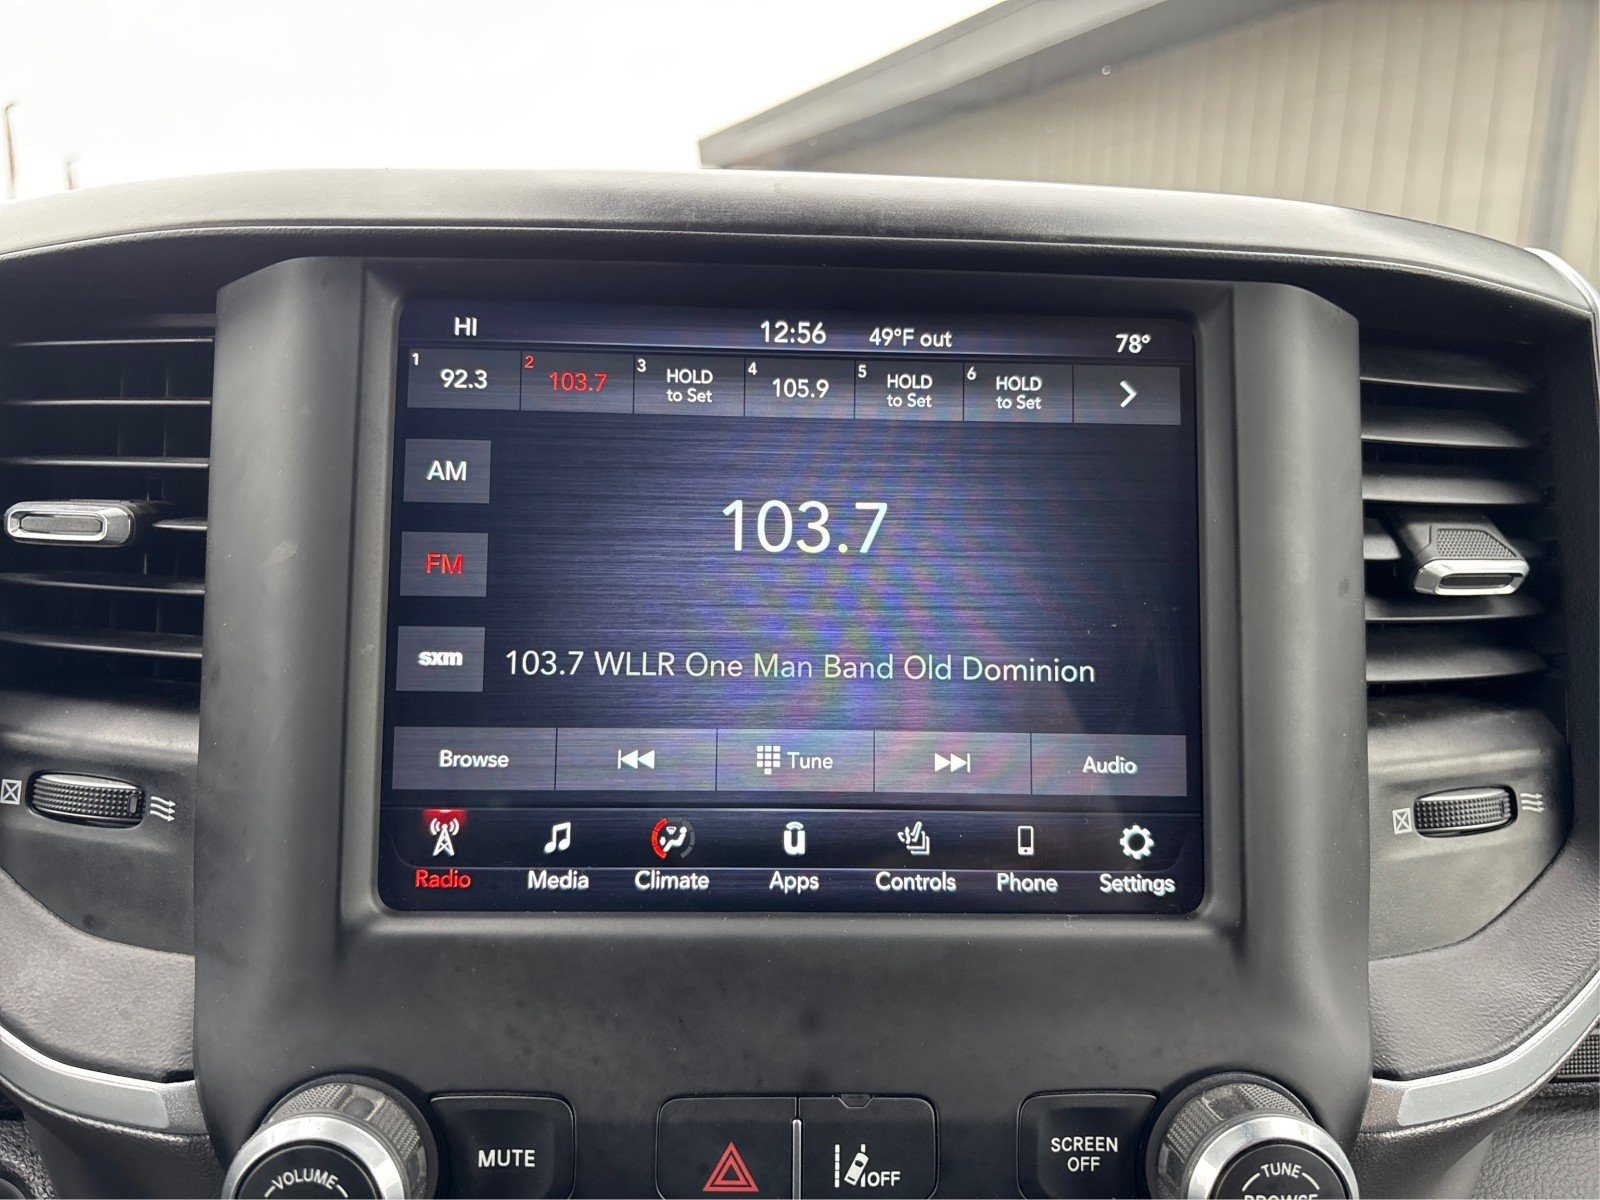 HI 12:56 49°F out 78°
1 92.3 2 103.7 3 HOLD to Set 4 105.9 5 HOLD to Set 6 HOLD to Set
AM
103.7
FM
sxm
103.7 WLLR One Man Band Old Dominion
Browse Tune Audio
Radio Media Climate Apps Controls Phone Settings
VOLUME
MUTE
OFF
SCREEN
OFF
TUNE
BROWSE